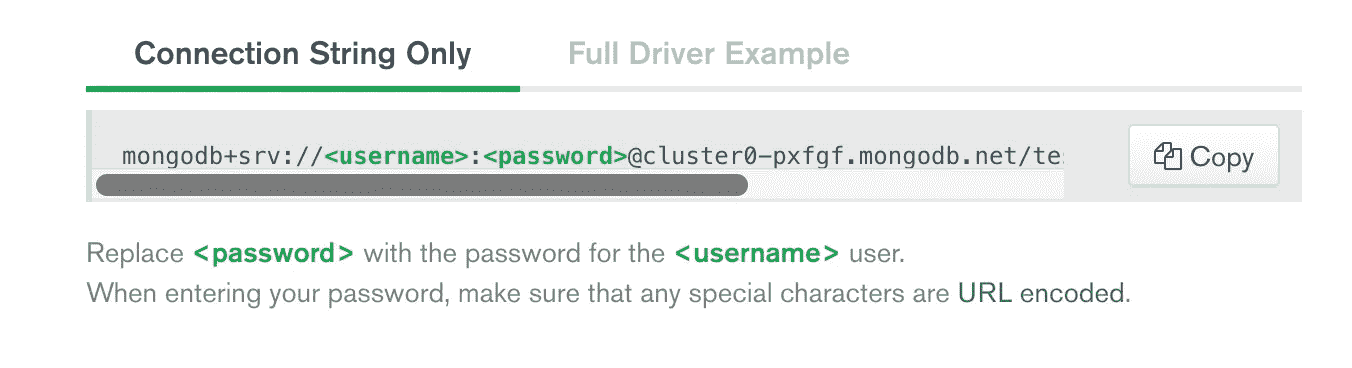 Connection String Only
Full Driver Example
mongodb+srv://<username>:<password>@cluster0-pxfgf.mongodb.net/te
Copy
Replace <password> with the password for the <username> user.
When entering your password, make sure that any special characters are URL encoded.